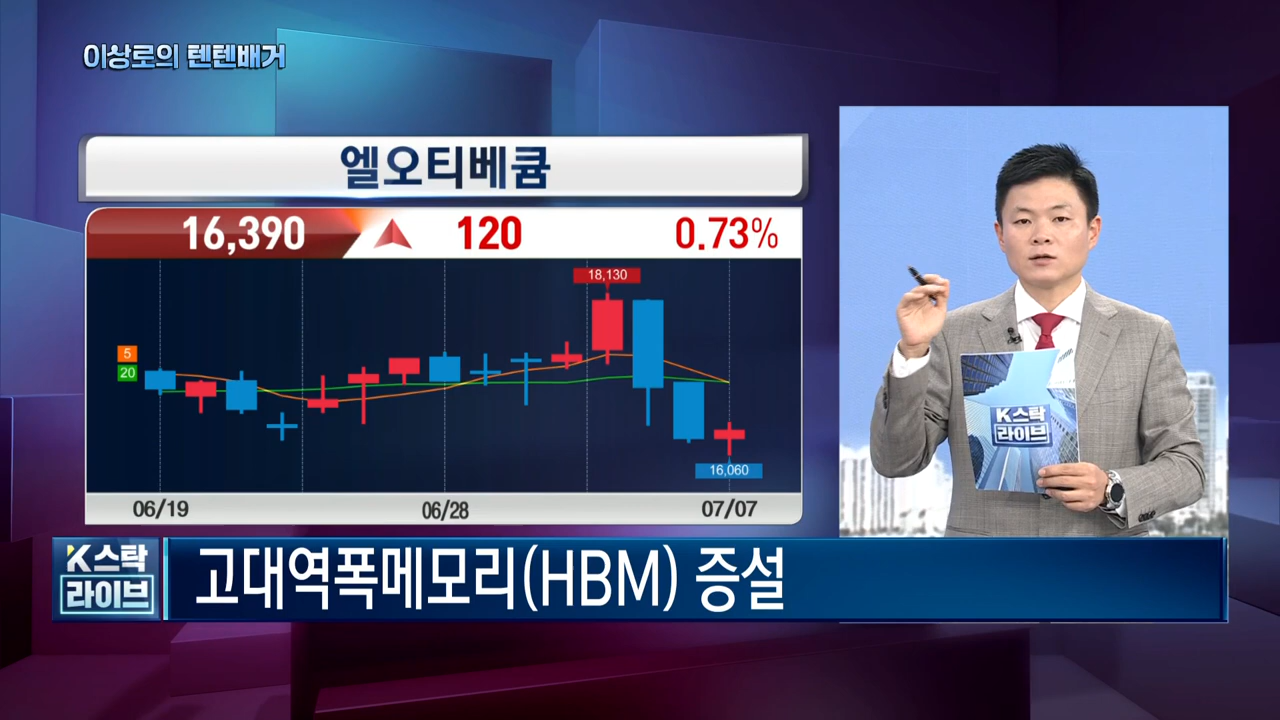 이상로의 텐텐배거
엘오티베큠
16,390 ▲ 120 0.73%
18,130
5
20
16,060
06/19 06/28 07/07
K스탁
라이브
K스탁
라이브
고대역폭메모리(HBM) 증설